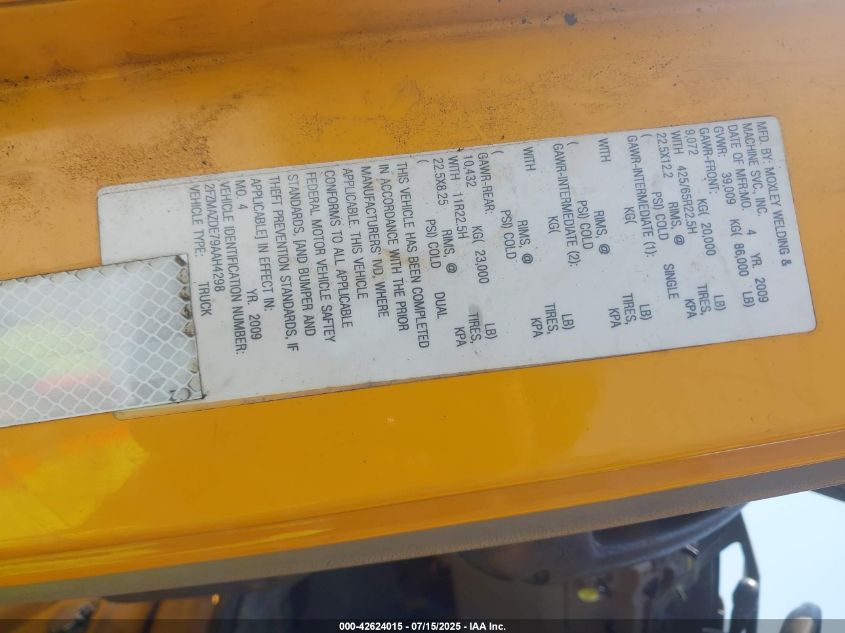 MFD. BY: MOXLEY WELDING &
MACHINE SVC. INC.
DATE OF MFR:MO. 4 YR. 2009
GVWR: 39,009 KG( 86,000 LB)
GAWR-FRONT: KG( 20,000 LB)
9,072 TIRES,
WITH 425/65R22.5H KPA
22.5X12.2 RIMS, @
( PSI) COLD SINGLE
GAWR-INTERMEDIATE (1):
KG( LB)
WITH TIRES,
RIMS, @ KPA
( PSI) COLD
GAWR-INTERMEDIATE (2):
KG( LB)
WITH TIRES,
RIMS, @ KPA
( PSI) COLD
GAWR-REAR: KG( 23,000 LB)
10,432 TIRES,
WITH 11R22.5H KPA
22.5X8.25 RIMS, @
( PSI) COLD DUAL
THIS VEHICLE HAS BEEN COMPLETED
IN ACCORDANCE WITH THE PRIOR
MANUFACTURERS' IVD, WHERE
APPLICABLE. THIS VEHICLE
CONFORMS TO ALL APPLICABLE
FEDERAL MOTOR VEHICLE SAFTEY
STANDARDS, [AND BUMPER AND
THEFT PREVENTION STANDARDS, IF
APPLICABLE] IN EFFECT IN:
MO. 4 YR. 2009
VEHICLE IDENTIFICATION NUMBER:
2FZMAZDE79AAH4298
VEHICLE TYPE: TRUCK
000-42624015 - 07/15/2025 - IAA Inc.